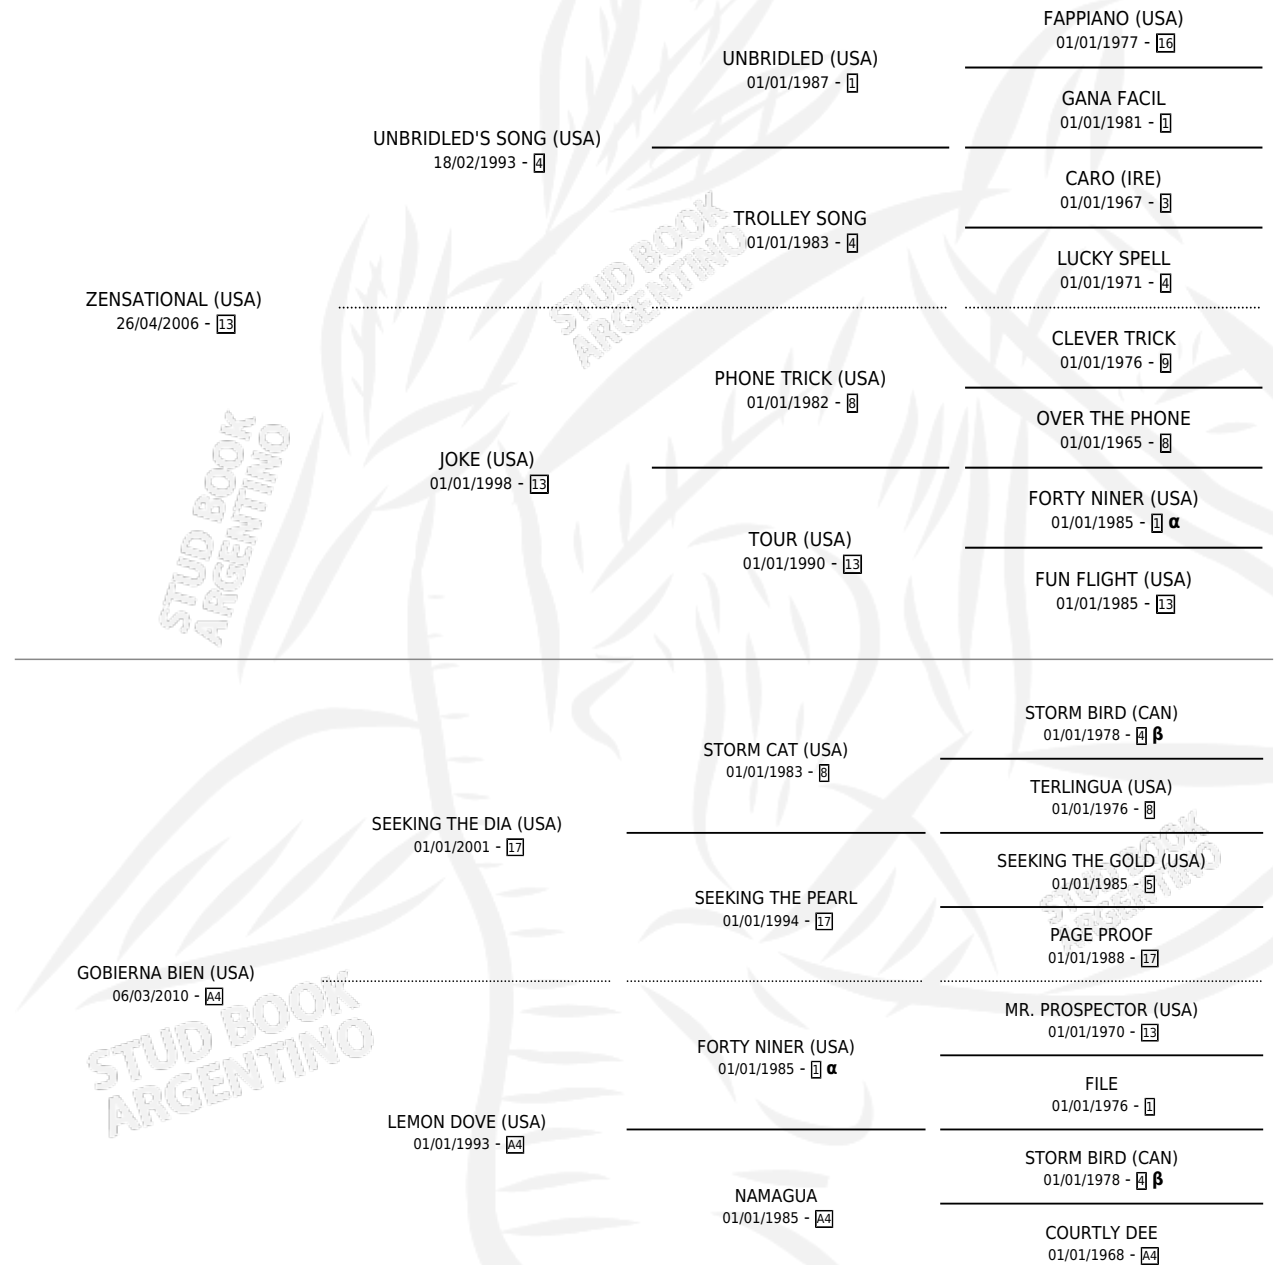 FAPPIANO (USA)
01/01/1977 - 16
UNBRIDLED (USA)
01/01/1987 - 1
GANA FACIL
01/01/1981 - 1
UNBRIDLED'S SONG (USA)
18/02/1993 - 4
CARO (IRE)
01/01/1967 - 3
TROLLEY SONG
01/01/1983 - 4
LUCKY SPELL
01/01/1971 - 4
ZENSATIONAL (USA)
26/04/2006 - 13
CLEVER TRICK
01/01/1976 - 9
PHONE TRICK (USA)
01/01/1982 - 8
OVER THE PHONE
01/01/1965 - 8
JOKE (USA)
01/01/1998 - 13
FORTY NINER (USA)
01/01/1985 - 1 α
TOUR (USA)
01/01/1990 - 13
FUN FLIGHT (USA)
01/01/1985 - 13
STORM BIRD (CAN)
01/01/1978 - 4 β
STORM CAT (USA)
01/01/1983 - 8
TERLINGUA (USA)
01/01/1976 - 8
SEEKING THE DIA (USA)
01/01/2001 - 17
SEEKING THE GOLD (USA)
01/01/1985 - 5
SEEKING THE PEARL
01/01/1994 - 17
PAGE PROOF
01/01/1988 - 17
GOBIERNA BIEN (USA)
06/03/2010 - A4
MR. PROSPECTOR (USA)
01/01/1970 - 13
FORTY NINER (USA)
01/01/1985 - 1 α
FILE
01/01/1976 - 1
LEMON DOVE (USA)
01/01/1993 - A4
STORM BIRD (CAN)
01/01/1978 - 4 β
NAMAGUA
01/01/1985 - A4
COURTLY DEE
01/01/1968 - A4
STUD BOOK
ARGENTINO
STUD BOOK
ARGENTINO
STUD BOOK
ARGENTINO
STUD BOOK
ARGENTINO